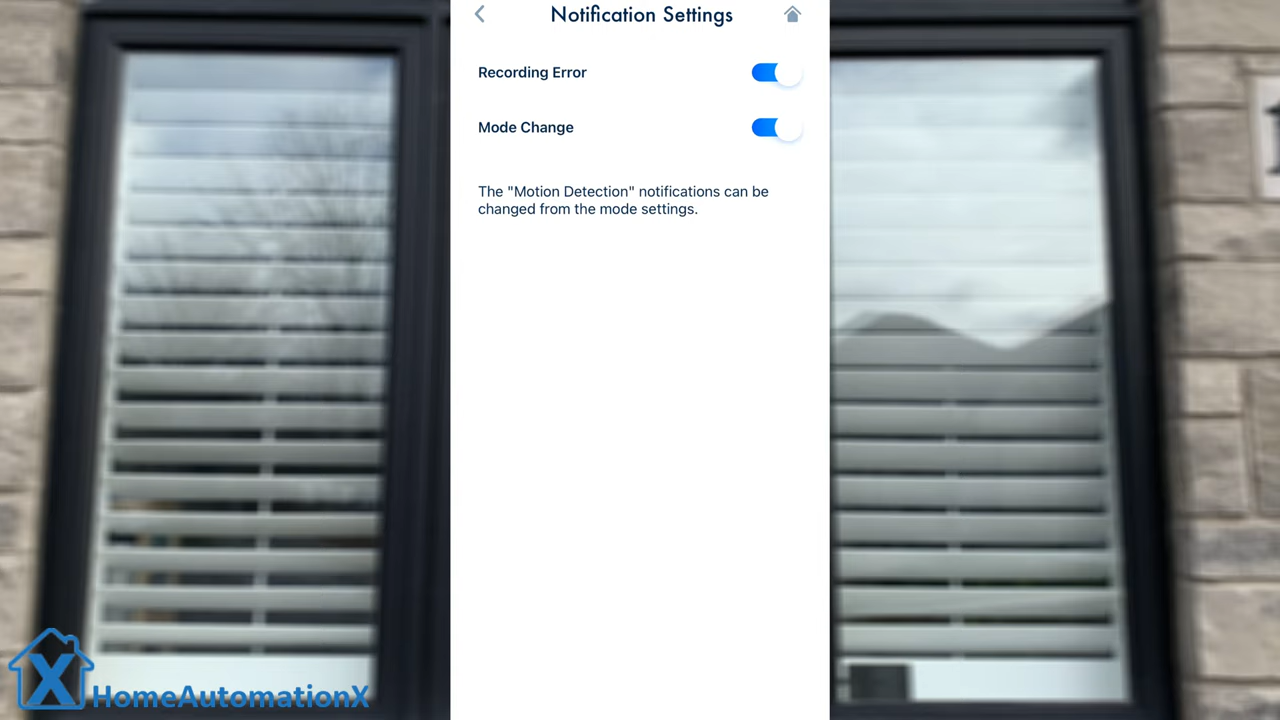 Notification Settings
Recording Error
Mode Change
The "Motion Detection" notifications can be
changed from the mode settings.
X
HomeAutomationX